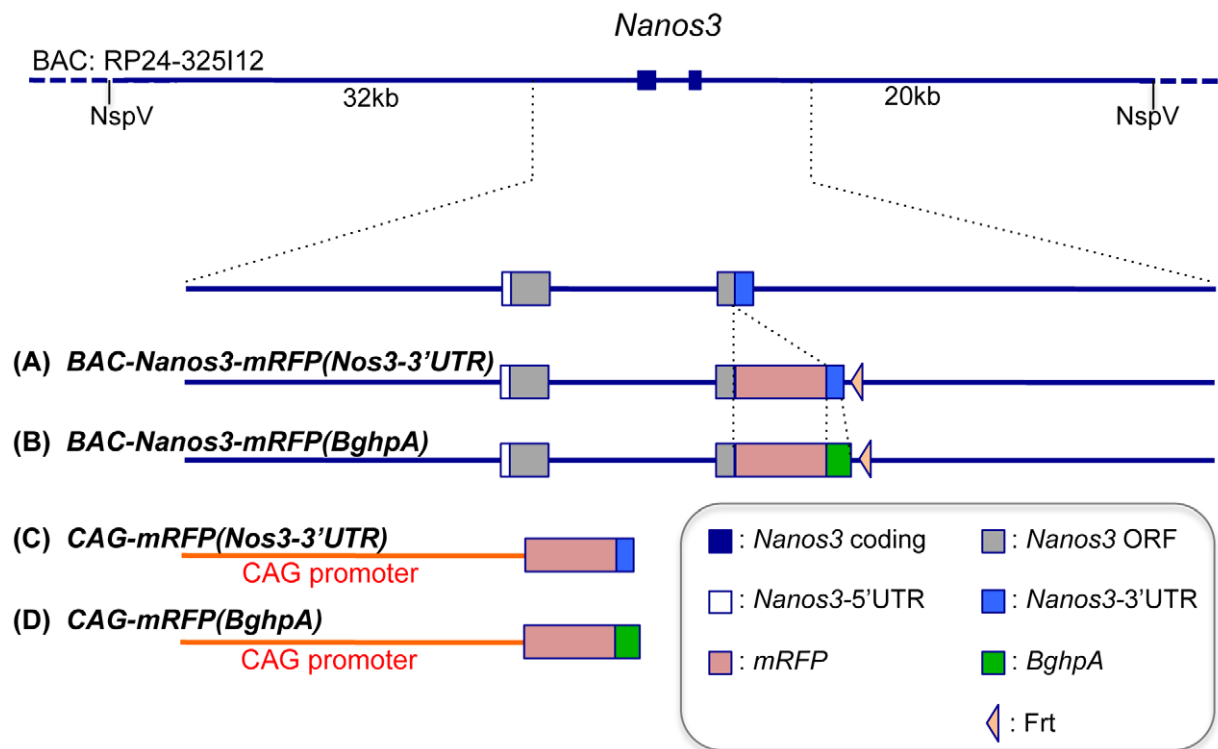 Nanos3
BAC: RP24-325I12
32kb
20kb
NspV
NspV
(A) BAC-Nanos3-mRFP(Nos3-3’UTR)
(B) BAC-Nanos3-mRFP(BghpA)
(C) CAG-mRFP(Nos3-3’UTR)
CAG promoter
(D) CAG-mRFP(BghpA)
CAG promoter
: Nanos3 coding
: Nanos3 ORF
: Nanos3-5’UTR
: Nanos3-3’UTR
: mRFP
: BghpA
: Frt